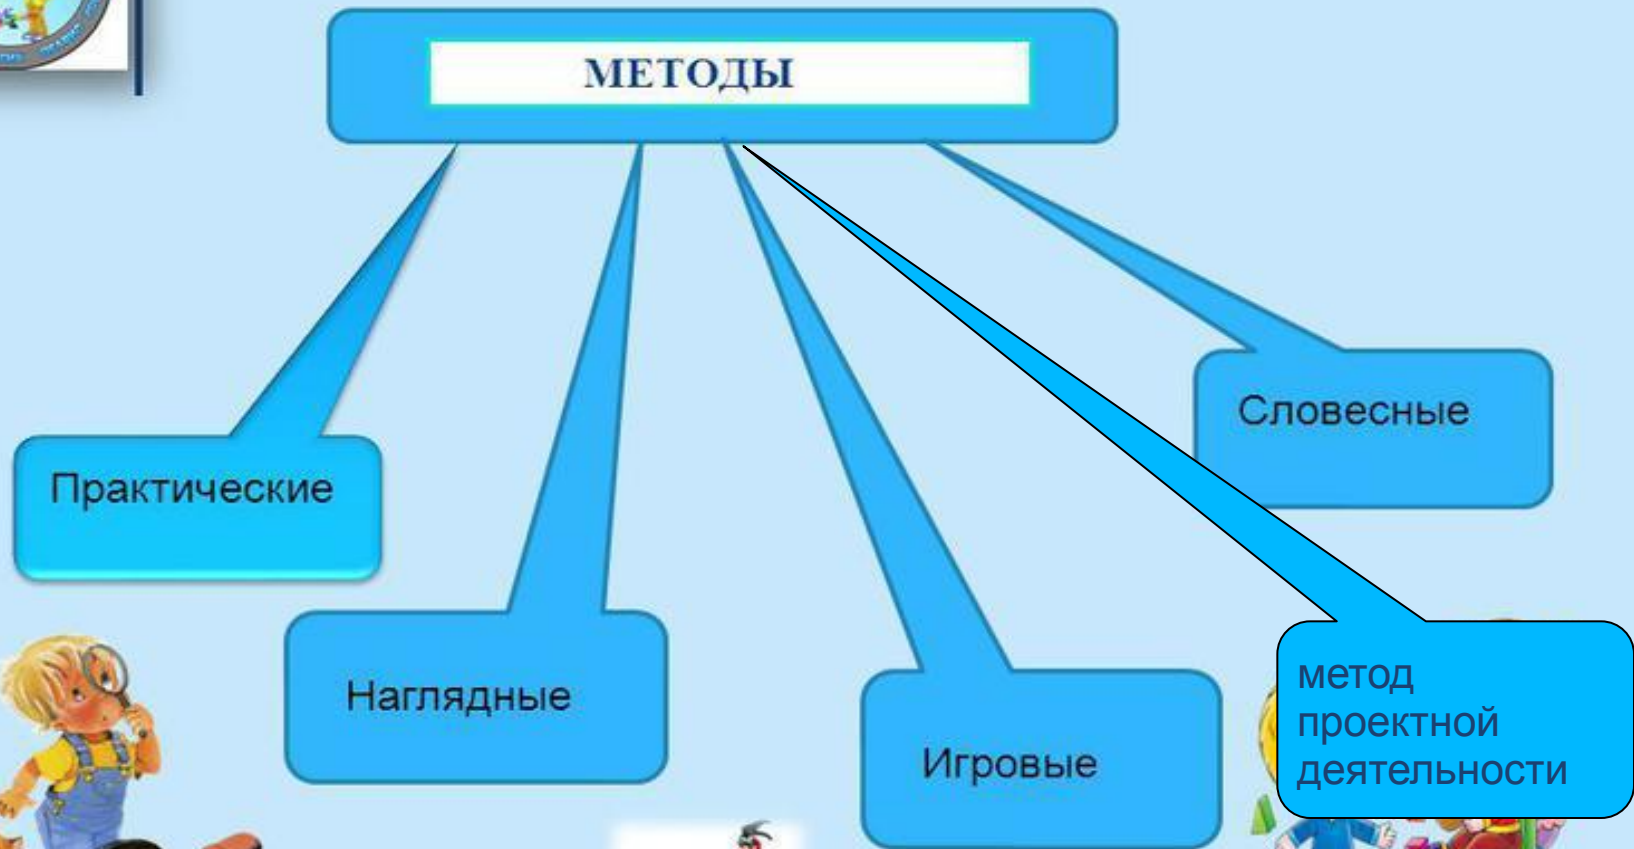 МЕТОДЫ
Словесные
Практические
Наглядные
Игровые
метод
проектной
деятельности